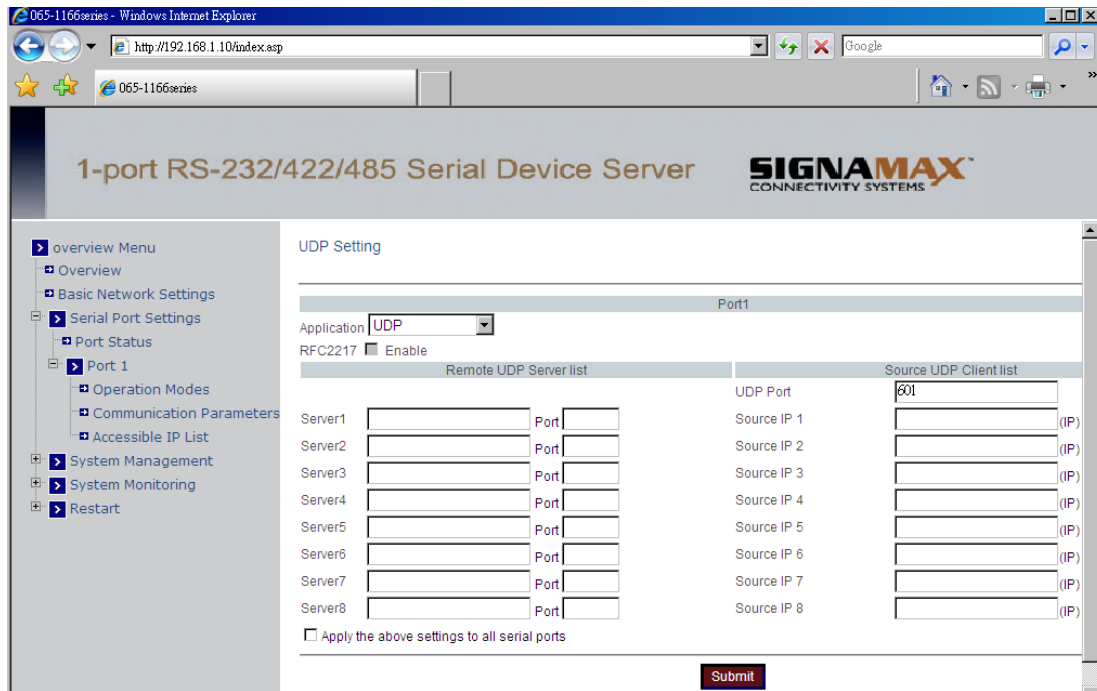 065-1166series - Windows Internet Explorer
http://192.168.1.10/index.asp
Google
065-1166series
»
1-port RS-232/422/485 Serial Device Server
SIGNAMAX™
CONNECTIVITY SYSTEMS
overview Menu
Overview
Basic Network Settings
Serial Port Settings
Port Status
Port 1
Operation Modes
Communication Parameters
Accessible IP List
System Management
System Monitoring
Restart
UDP Setting
Port1
Application UDP
RFC2217 Enable
Remote UDP Server list Source UDP Client list
UDP Port 601
Server1 Port Source IP 1 (IP)
Server2 Port Source IP 2 (IP)
Server3 Port Source IP 3 (IP)
Server4 Port Source IP 4 (IP)
Server5 Port Source IP 5 (IP)
Server6 Port Source IP 6 (IP)
Server7 Port Source IP 7 (IP)
Server8 Port Source IP 8 (IP)
Apply the above settings to all serial ports
Submit